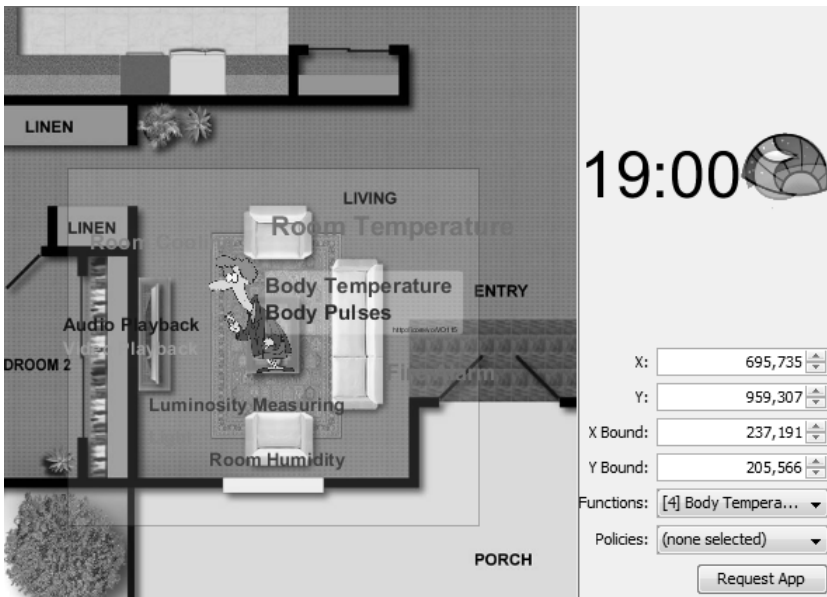 LINEN
LIVING
LINEN
Room Temperature
Body Temperature
ENTRY
Body Pulses
Audio Playback
Video Playback
DROOM 2
Luminosity Measuring
Room Humidity
PORCH
19:00
X: 695,735
Y: 959,307
X Bound: 237,191
Y Bound: 205,566
Functions: [4] Body Tempera...
Policies: (none selected)
Request App